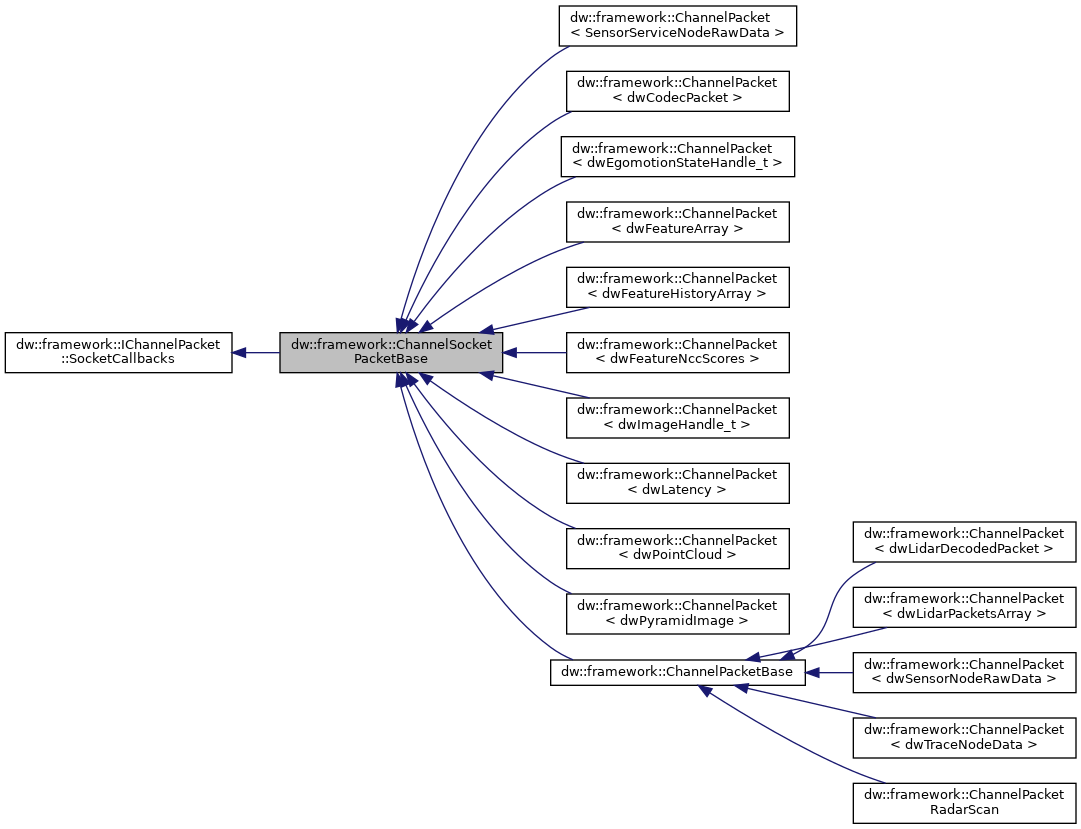 dw::framework::ChannelPacket
< SensorServiceNodeRawData >
dw::framework::ChannelPacket
< dwCodecPacket >
dw::framework::ChannelPacket
< dwEgomotionStateHandle_t >
dw::framework::ChannelPacket
< dwFeatureArray >
dw::framework::ChannelPacket
< dwFeatureHistoryArray >
dw::framework::IChannelPacket
::SocketCallbacks
dw::framework::ChannelSocket
PacketBase
dw::framework::ChannelPacket
< dwFeatureNccScores >
dw::framework::ChannelPacket
< dwImageHandle_t >
dw::framework::ChannelPacket
< dwLatency >
dw::framework::ChannelPacket
< dwPointCloud >
dw::framework::ChannelPacket
< dwPyramidImage >
dw::framework::ChannelPacketBase
dw::framework::ChannelPacket
< dwLidarDecodedPacket >
dw::framework::ChannelPacket
< dwLidarPacketsArray >
dw::framework::ChannelPacket
< dwSensorNodeRawData >
dw::framework::ChannelPacket
< dwTraceNodeData >
dw::framework::ChannelPacket
RadarScan